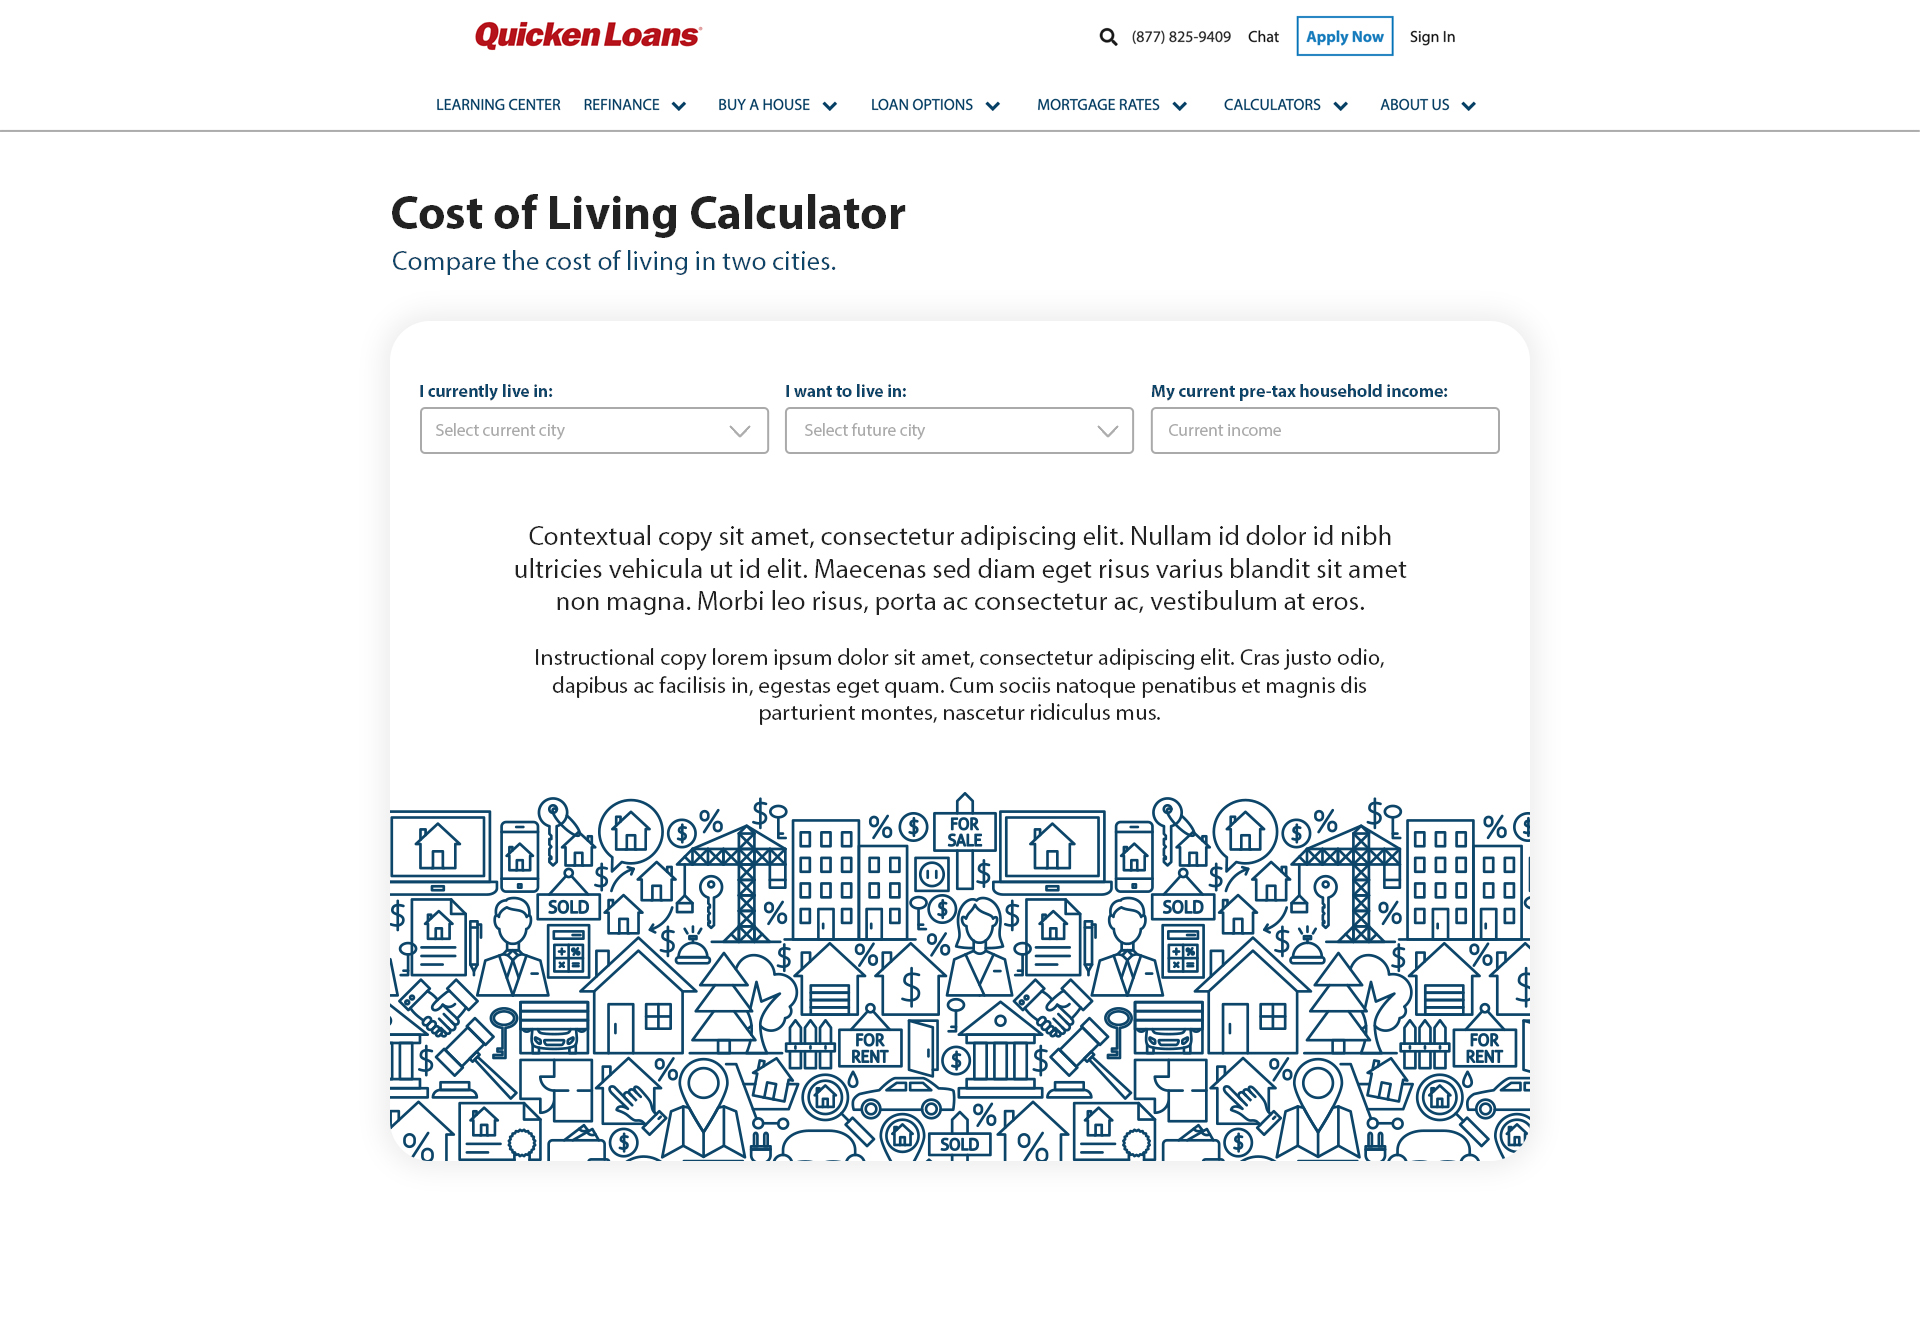 Quicken Loans
(877) 825-9409 Chat Apply Now Sign In
LEARNING CENTER REFINANCE BUY A HOUSE LOAN OPTIONS MORTGAGE RATES CALCULATORS ABOUT US
Cost of Living Calculator
Compare the cost of living in two cities.
I currently live in: I want to live in: My current pre-tax household income:
Select current city Select future city Current income
Contextual copy sit amet, consectetur adipiscing elit. Nullam id dolor id nibh
ultricies vehicula ut id elit. Maecenas sed diam eget risus varius blandit sit amet
non magna. Morbi leo risus, porta ac consectetur ac, vestibulum at eros.
Instructional copy lorem ipsum dolor sit amet, consectetur adipiscing elit. Cras justo odio,
dapibus ac facilisis in, egestas eget quam. Cum sociis natoque penatibus et magnis dis
parturient montes, nascetur ridiculus mus.
FOR
SALE
SOLD
SOLD
FOR
RENT
FOR
RENT
SOLD